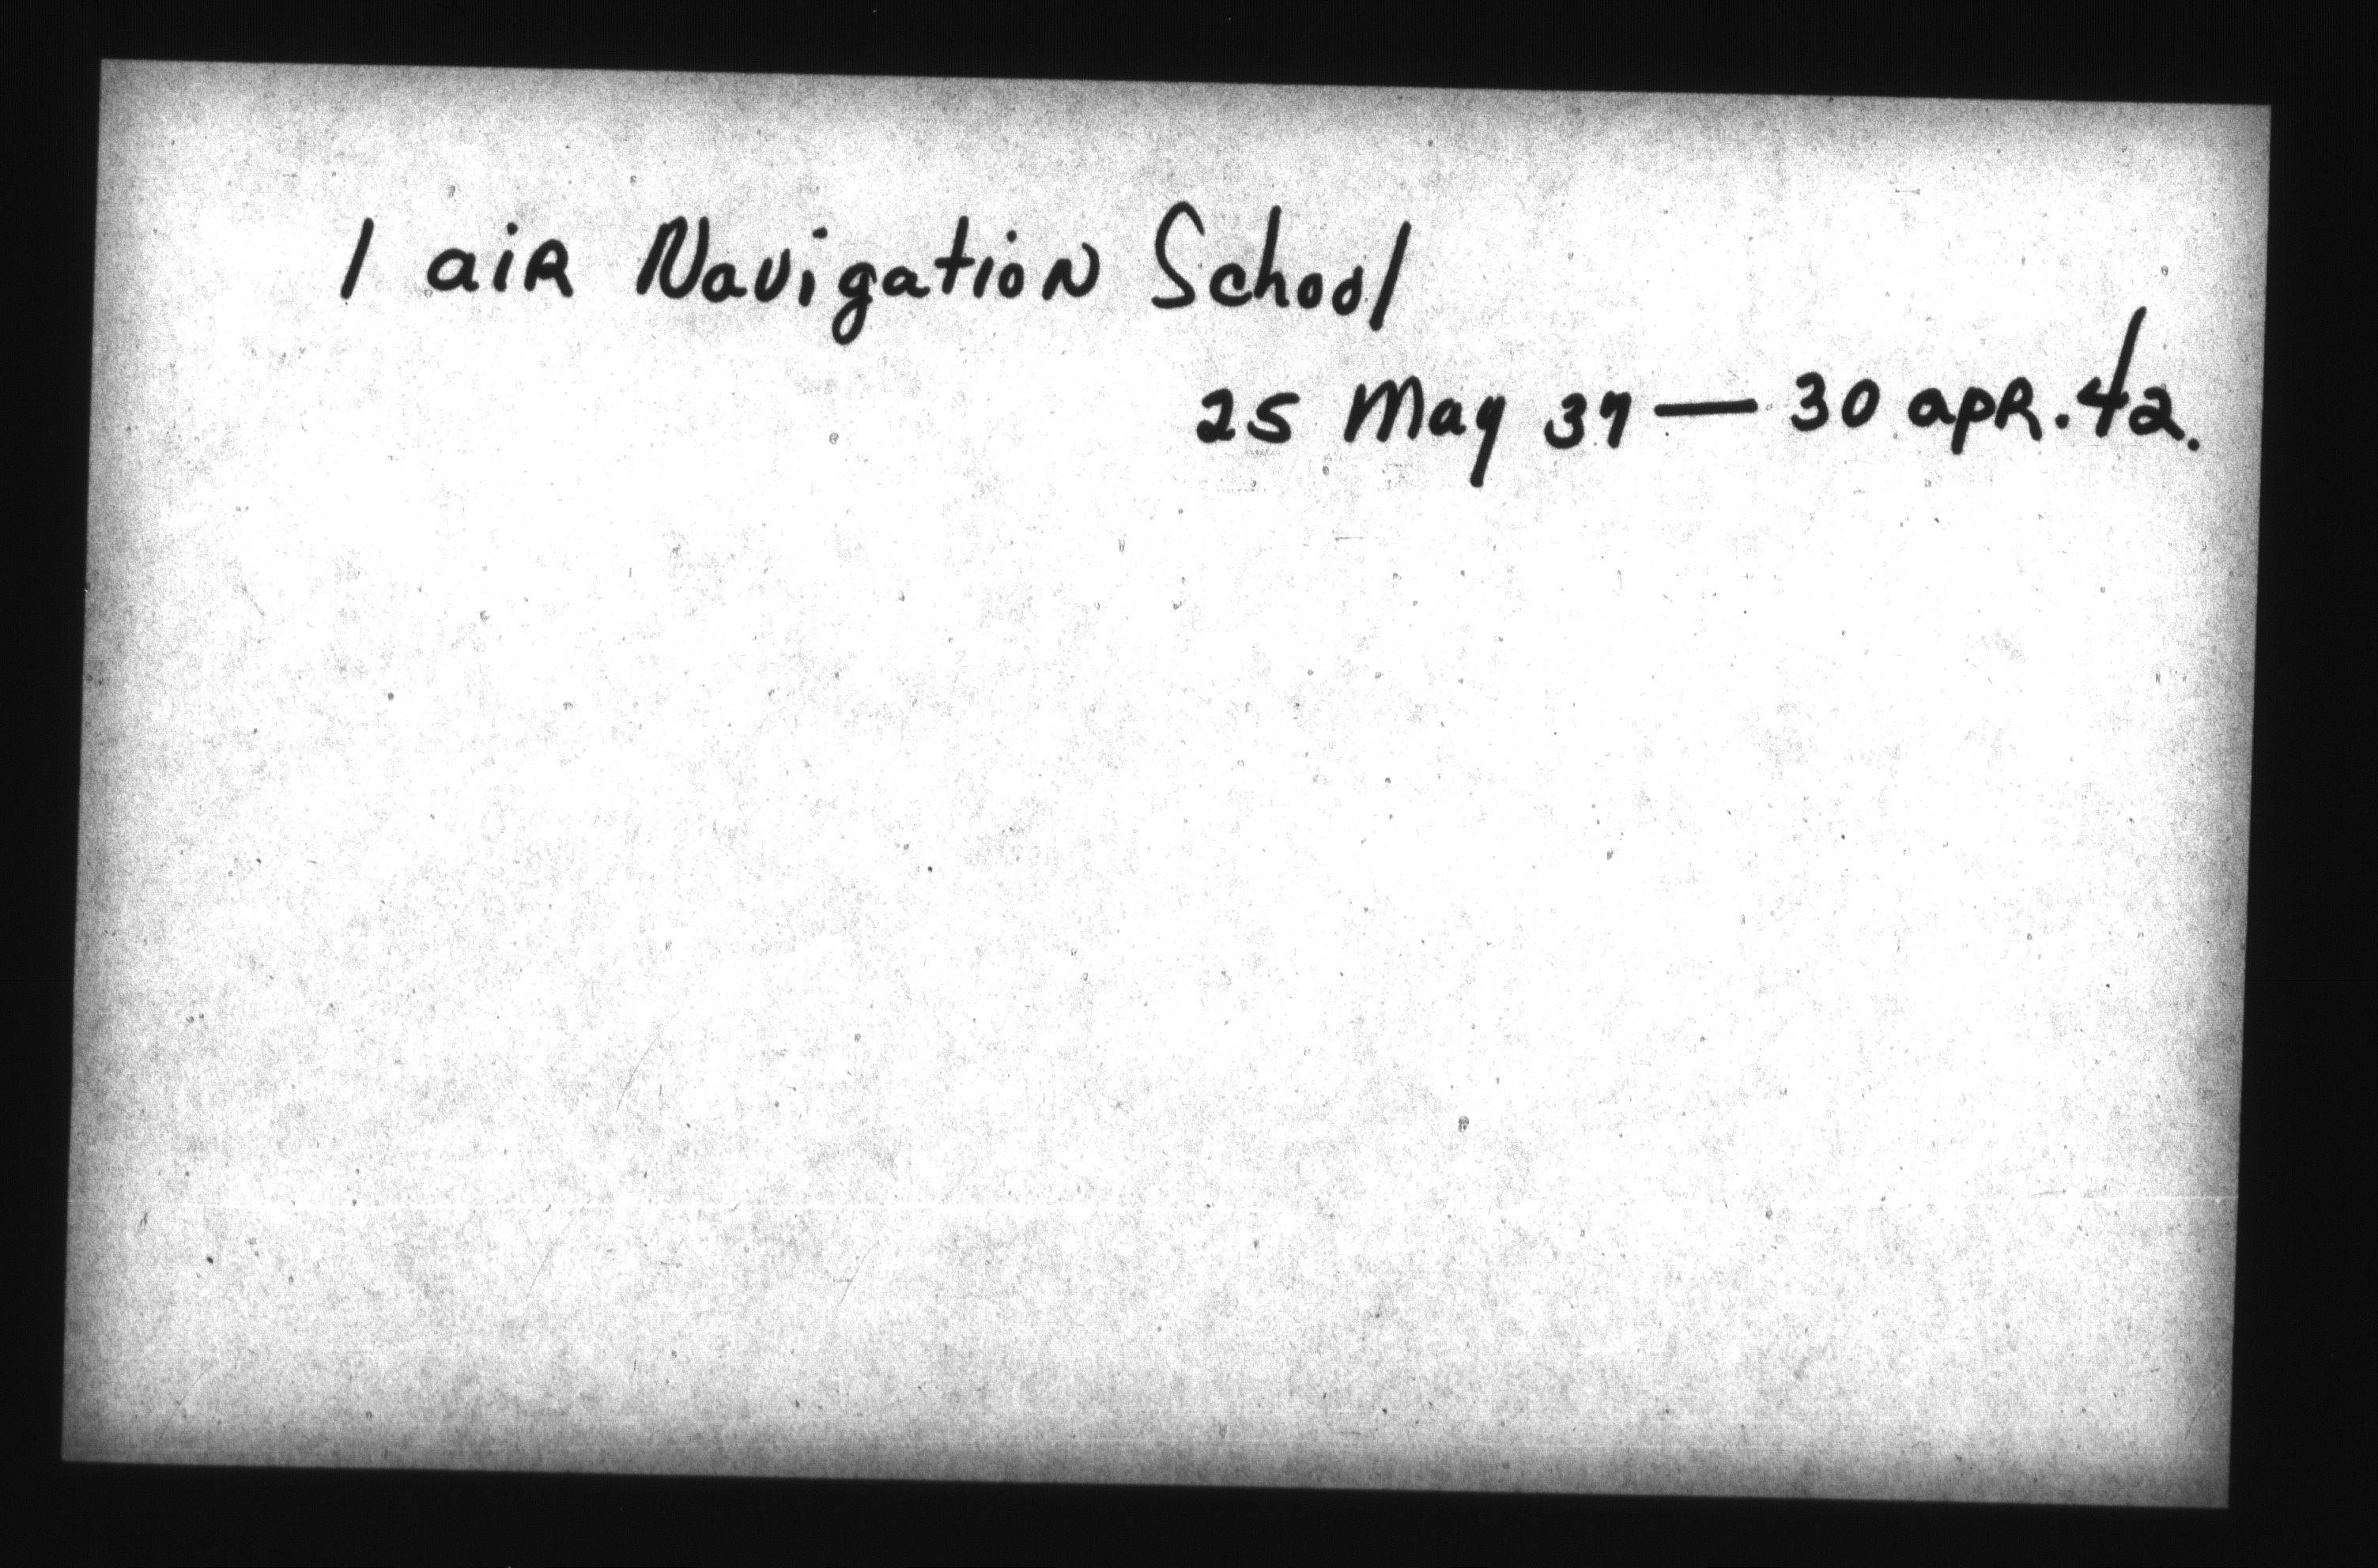 1 aiR Navigation School
25 May 37 — 30 apR. 42.